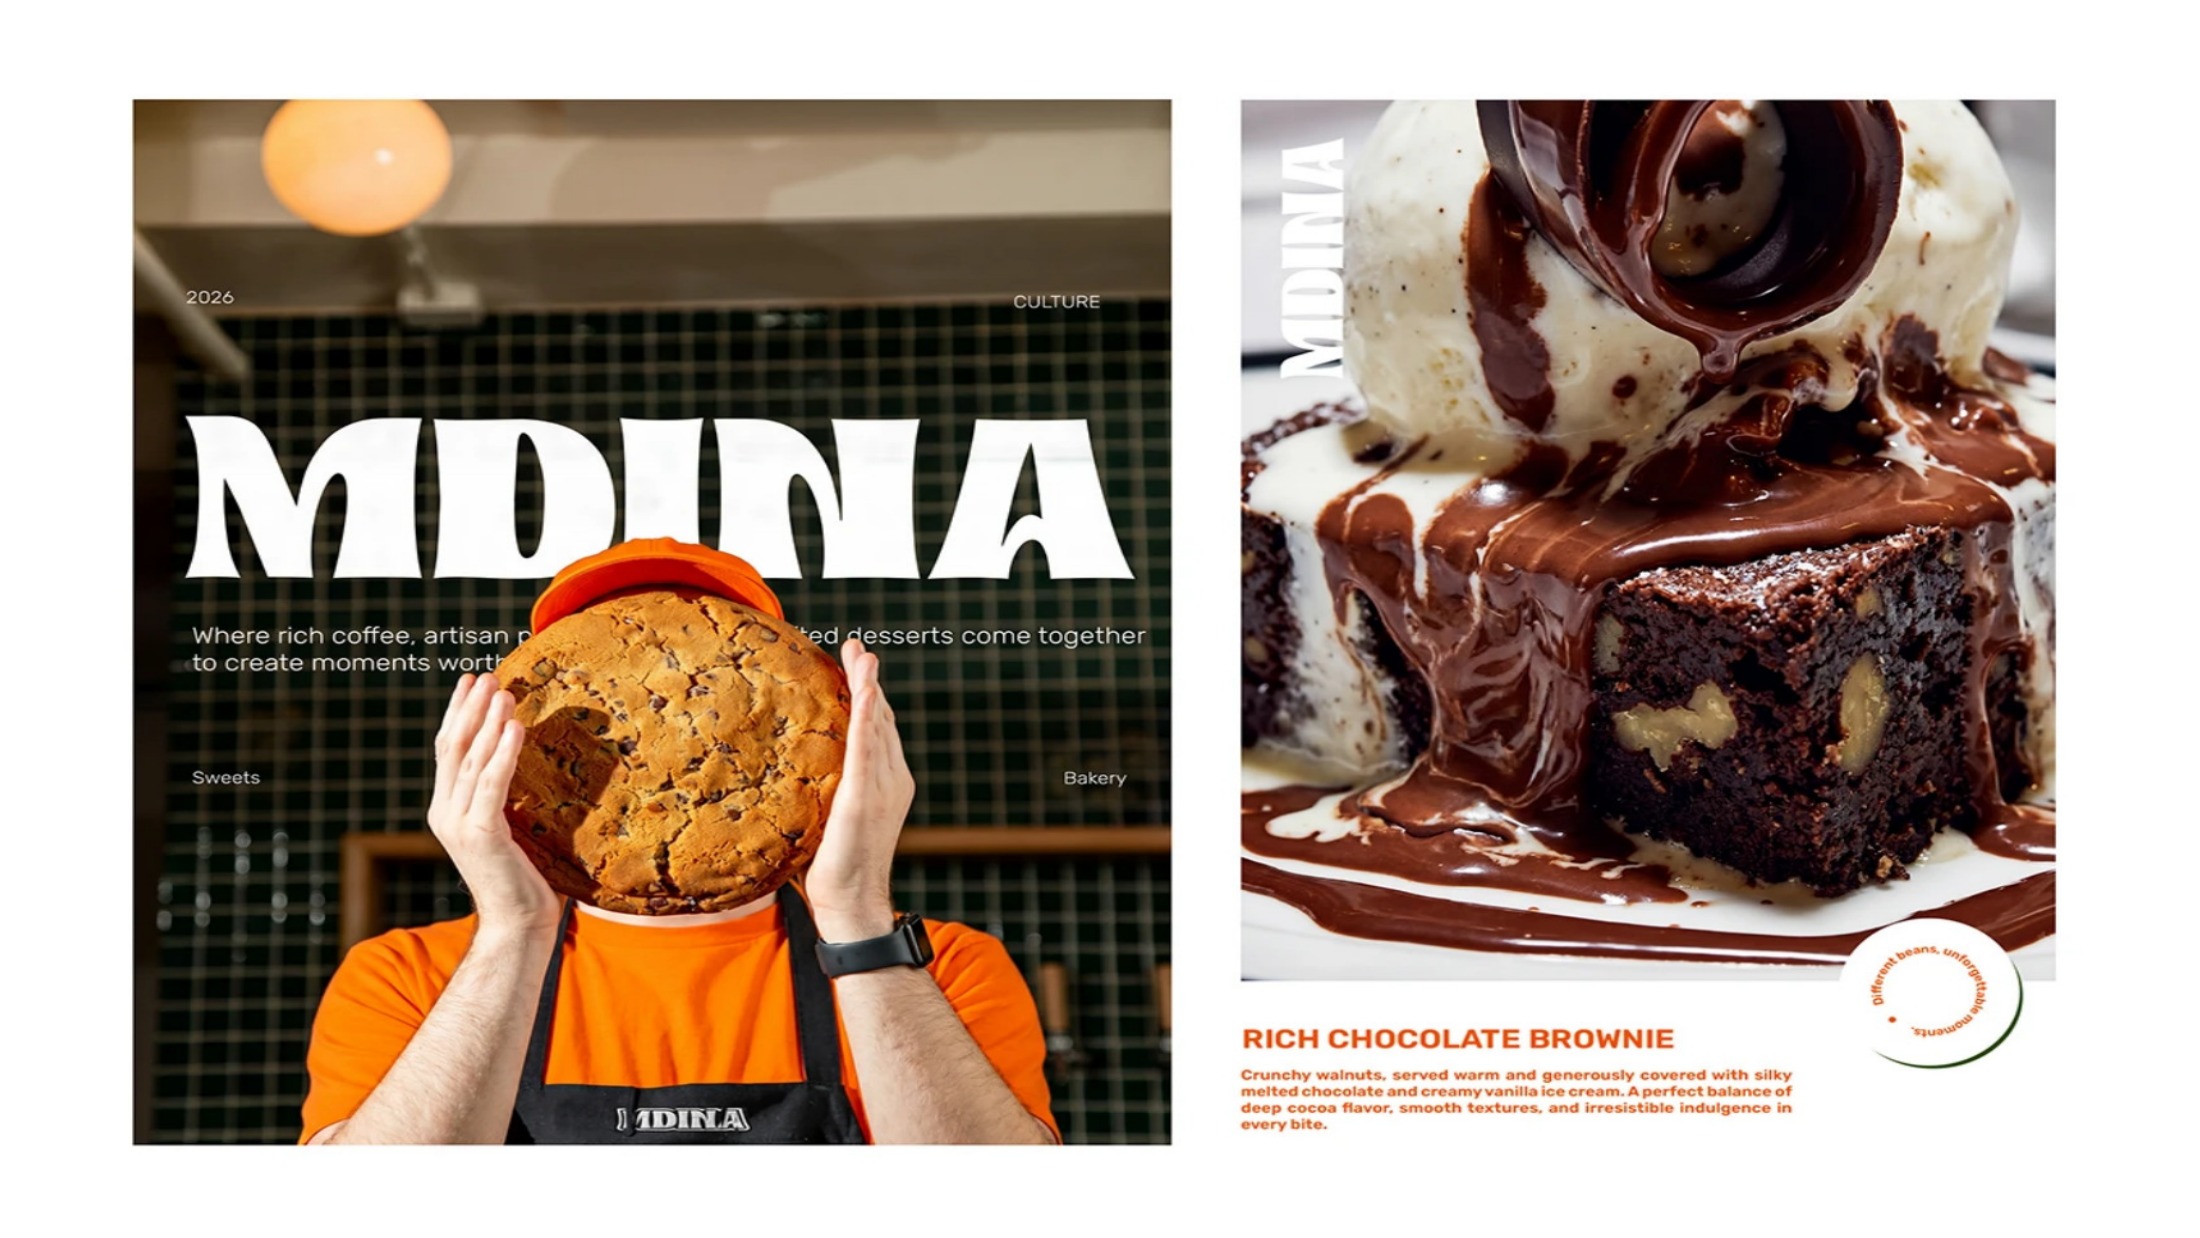 2026
CULTURE
MDINA
Where rich coffee, artisan desserts come together
to create moments
Sweets
Bakery
MDINA
MDINA
RICH CHOCOLATE BROWNIE
Crunchy walnuts, served warm and generously covered with silky
melted chocolate and creamy vanilla ice cream. A perfect balance of
deep cocoa flavor, smooth textures, and irresistible indulgence in
every bite.
Different beans, unforgettable moments.